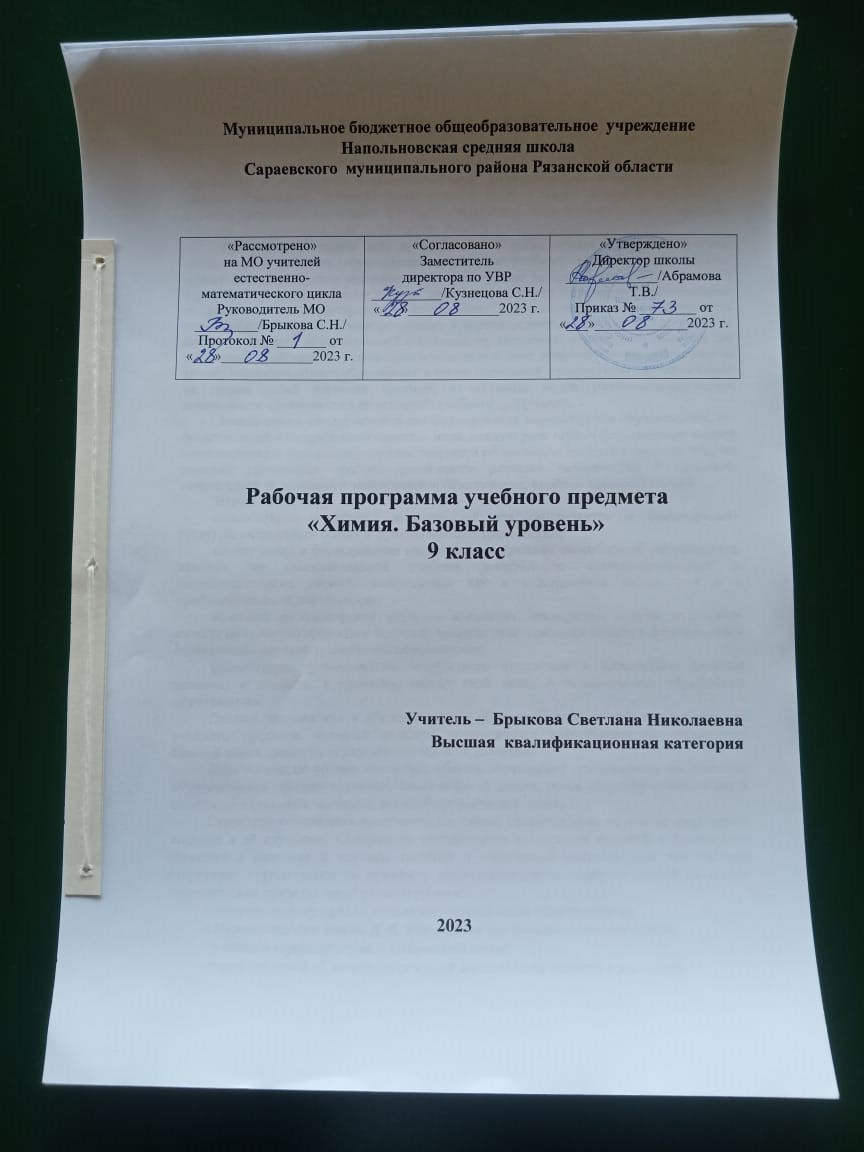 Муниципальное бюджетное общеобразовательное учреждение
Напольновская средняя школа
Сараевского муниципального района Рязанской области
«Рассмотрено»
на МО учителей
естественно-
математического цикла
Руководитель МО
/Брыкова С.Н./
Протокол № 1 от
«28» 08 2023 г.
«Согласовано»
Заместитель
директора по УВР
/Кузнецова С.Н./
«28» 08 2023 г.
«Утверждено»
Директор школы
/Абрамова
Т.В./
Приказ № 73 от
«28» 08 2023 г.
Рабочая программа учебного предмета
«Химия. Базовый уровень»
9 класс
Учитель – Брыкова Светлана Николаевна
Высшая квалификационная категория
2023